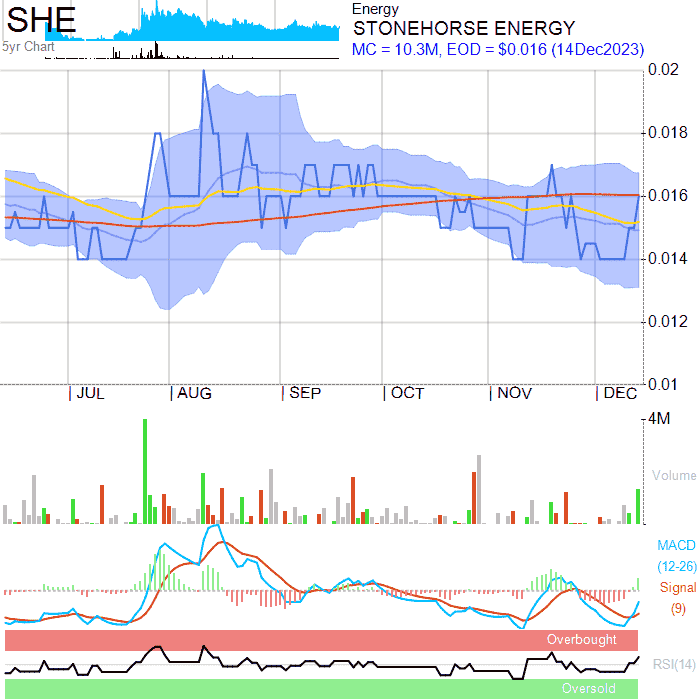 SHE
5yr Chart
Energy
STONEHORSE ENERGY
MC = 10.3M, EOD = $0.016 (14Dec2023)
0.02
0.018
0.016
0.014
0.012
0.01
JUL AUG SEP OCT NOV DEC
4M
Volume
MACD
(12-26)
Signal
(9)
Overbought
RSI(14)
Oversold